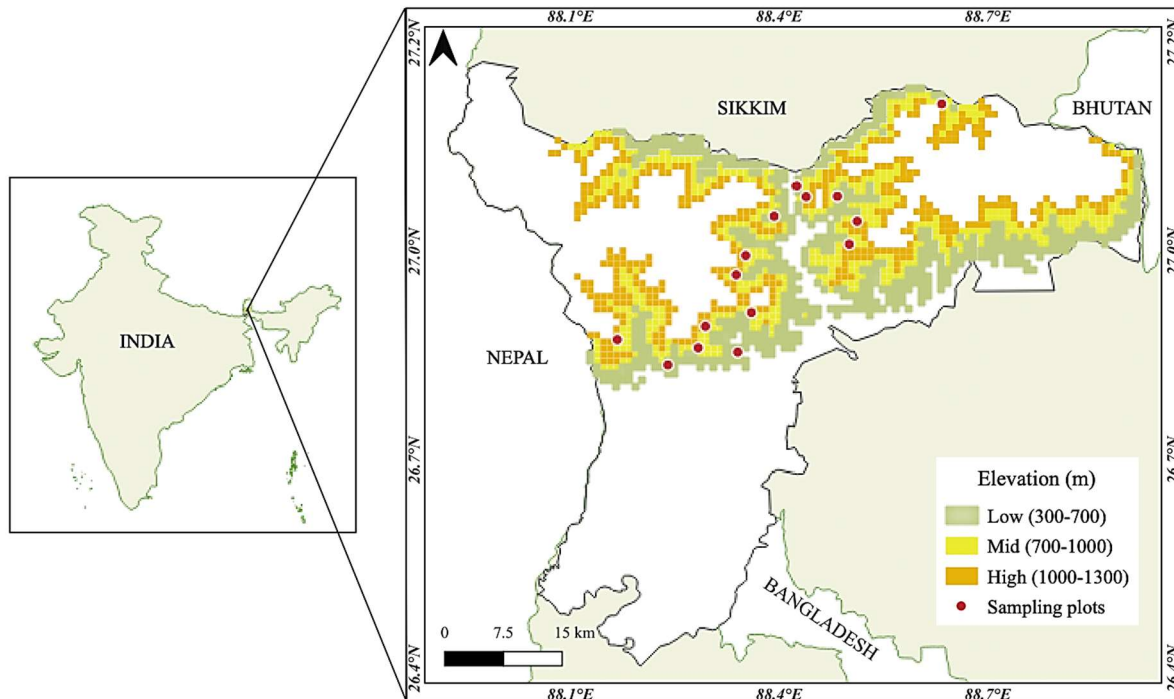 88.1°E 88.4°E 88.7°E
27.2°N 27.2°N
SIKKIM
BHUTAN
27.0°N 27.0°N
INDIA
NEPAL
26.7°N 26.7°N
Elevation (m)
Low (300-700)
Mid (700-1000)
High (1000-1300)
Sampling plots
BANGLADESH
0 7.5 15 km
26.4°N 26.4°N
88.1°E 88.4°E 88.7°E